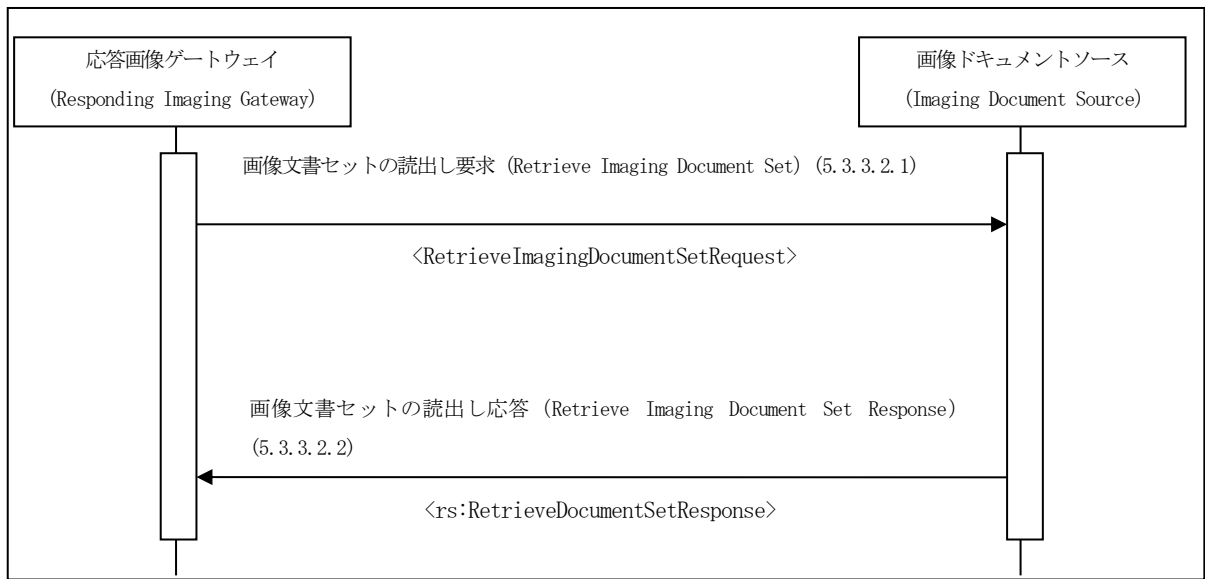 応答画像ゲートウェイ
(Responding Imaging Gateway)
画像ドキュメントソース
(Imaging Document Source)
画像文書セットの読出し要求 (Retrieve Imaging Document Set) (5.3.3.2.1)
<RetrieveImagingDocumentSetRequest>
画像文書セットの読出し応答 (Retrieve Imaging Document Set Response)
(5.3.3.2.2)
<rs:RetrieveDocumentSetResponse>